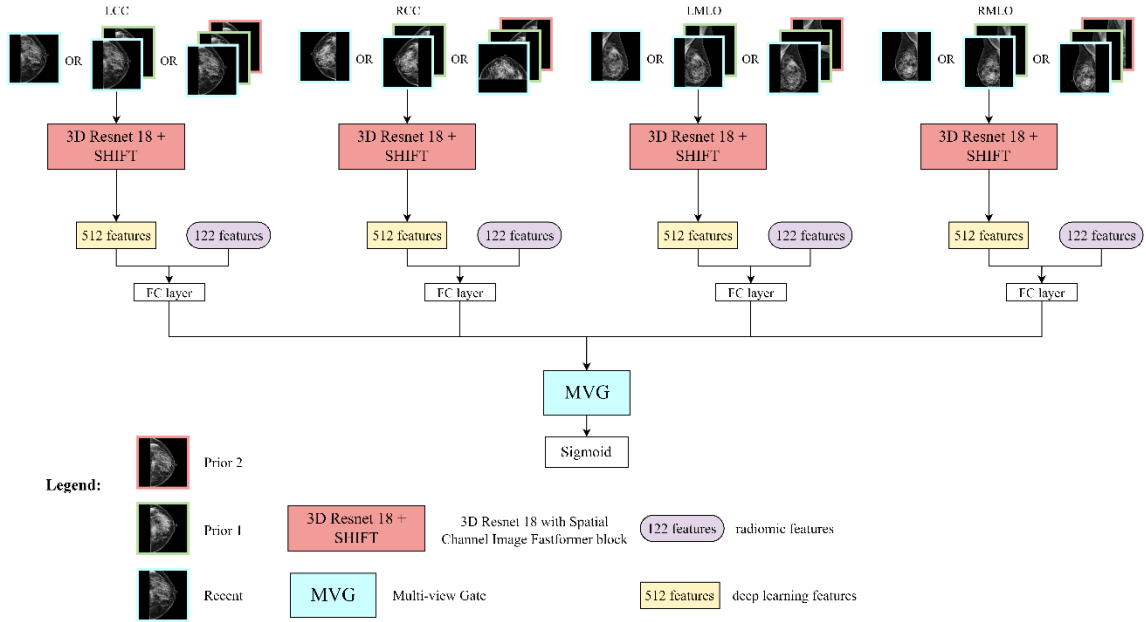 LCC
RCC
LMLO
RMLO
OR OR
OR OR
OR OR
OR OR
3D Resnet 18 +
SHIFT
3D Resnet 18 +
SHIFT
3D Resnet 18 +
SHIFT
3D Resnet 18 +
SHIFT
512 features
122 features
512 features
122 features
512 features
122 features
512 features
122 features
FC layer
FC layer
FC layer
FC layer
MVG
Sigmoid
Legend:
Prior 2
Prior 1
3D Resnet 18 +
SHIFT
3D Resnet 18 with Spatial
Channel Image Fastformer block
122 features
radiomic features
Recent
MVG
Multi-view Gate
512 features
deep learning features